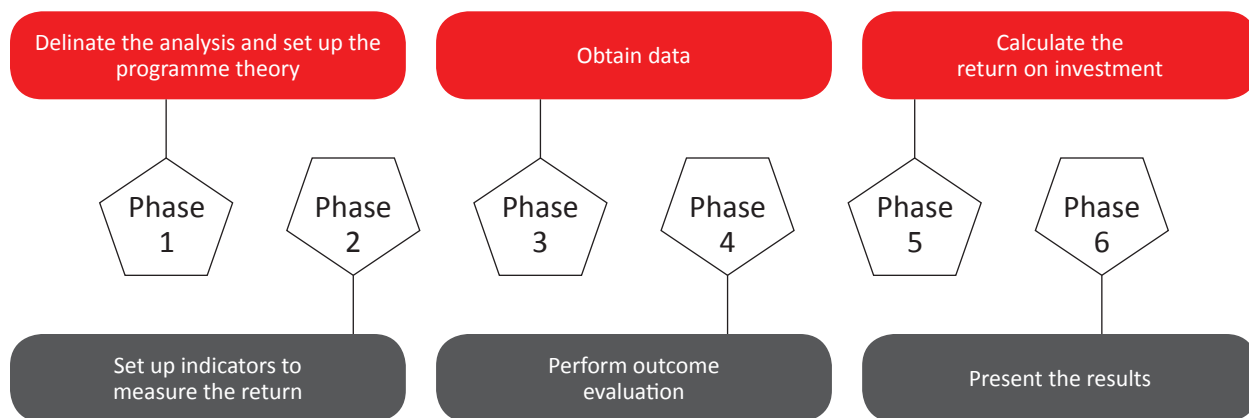 Delinate the analysis and set up the
programme theory
Obtain data
Calculate the
return on investment
Phase
1
Phase
2
Phase
3
Phase
4
Phase
5
Phase
6
Set up indicators to
measure the return
Perform outcome
evaluation
Present the results